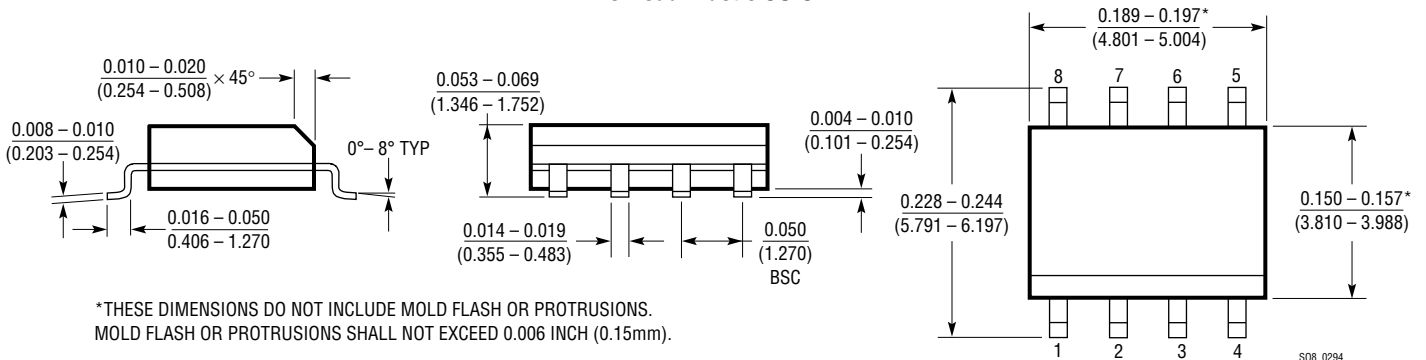 0.010 – 0.020
(0.254 – 0.508)
× 45°
0.008 – 0.010
(0.203 – 0.254)
0°– 8° TYP
0.016 – 0.050
0.406 – 1.270
0.053 – 0.069
(1.346 – 1.752)
0.004 – 0.010
(0.101 – 0.254)
0.014 – 0.019
(0.355 – 0.483)
0.050
(1.270)
BSC
0.189 – 0.197*
(4.801 – 5.004)
8 7 6 5
0.228 – 0.244
(5.791 – 6.197)
0.150 – 0.157*
(3.810 – 3.988)
1 2 3 4
*THESE DIMENSIONS DO NOT INCLUDE MOLD FLASH OR PROTRUSIONS.
MOLD FLASH OR PROTRUSIONS SHALL NOT EXCEED 0.006 INCH (0.15mm).
SO8 0294